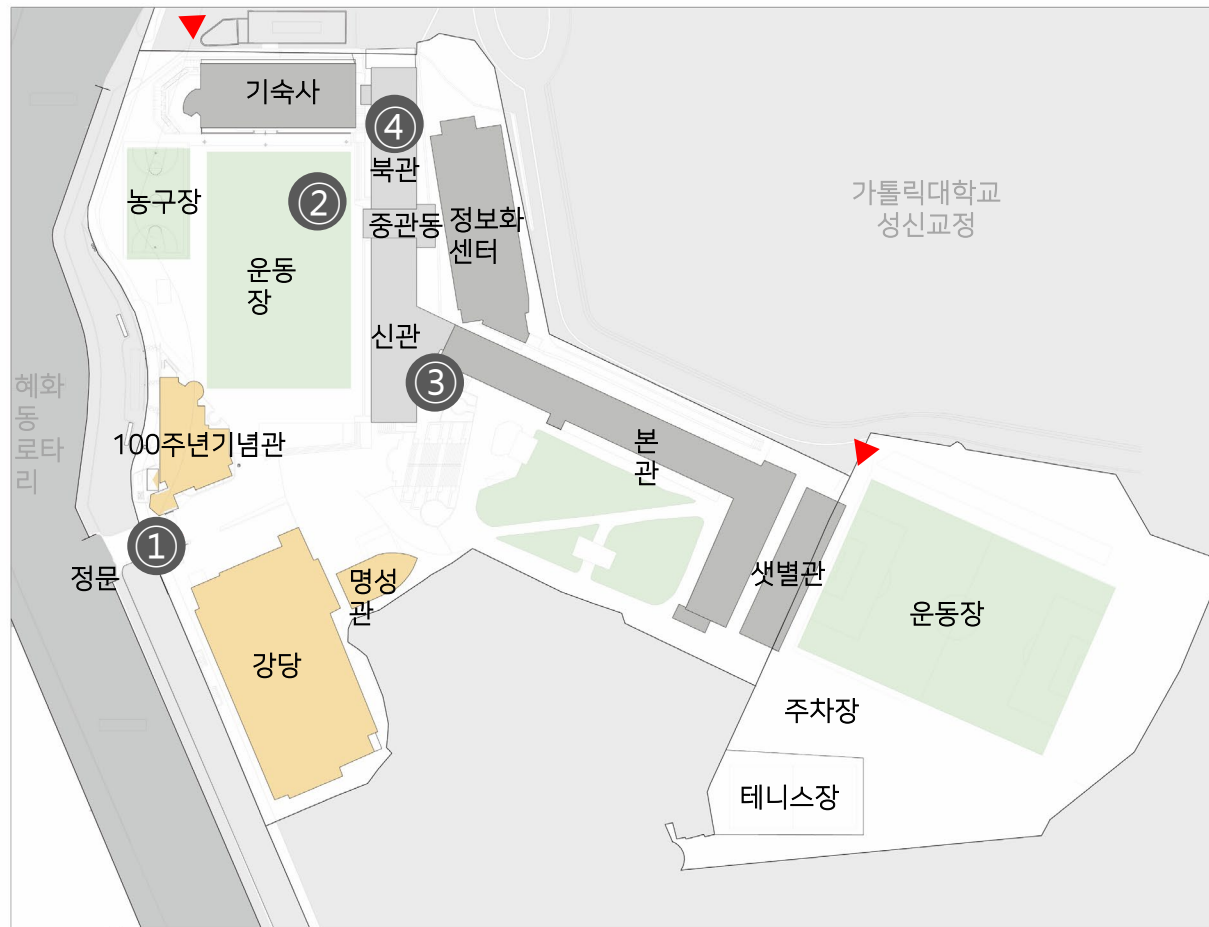 기숙사
④
북관
농구장
②
중관동
정보화
센터
가톨릭대학교
성신교정
운동
장
신관
③
혜화
동
로타
리
100주년기념관
본
관
①
정문
명성
관
샛별관
운동장
강당
주차장
테니스장